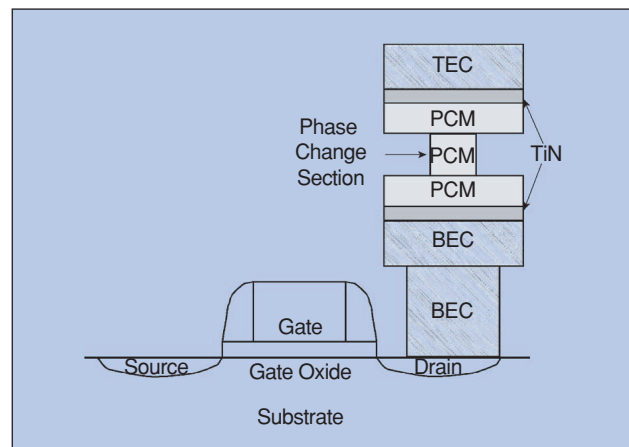 TEC
PCM
Phase
Change
Section
PCM
TiN
PCM
BEC
BEC
Gate
Source
Gate Oxide
Drain
Substrate